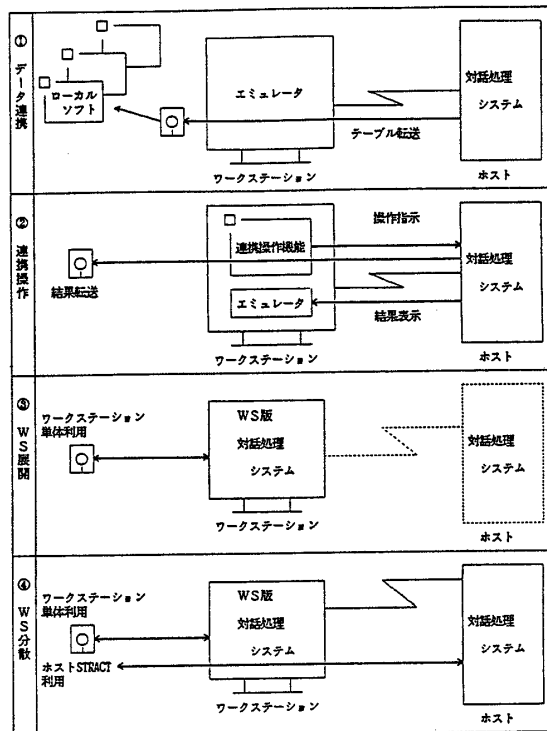 ① データ連携
ローカル
ソフト
エミュレータ
対話処理
システム
テーブル転送
ワークステーション
ホスト
② 連携操作
操作指示
連携操作機能
対話処理
システム
結果転送
エミュレータ
結果表示
ワークステーション
ホスト
③ WS展開
ワークステーション
単体利用
WS版
対話処理
システム
対話処理
システム
ワークステーション
ホスト
④ WS分散
ワークステーション
単体利用
WS版
対話処理
システム
対話処理
システム
ホストSTRACT
利用
ワークステーション
ホスト